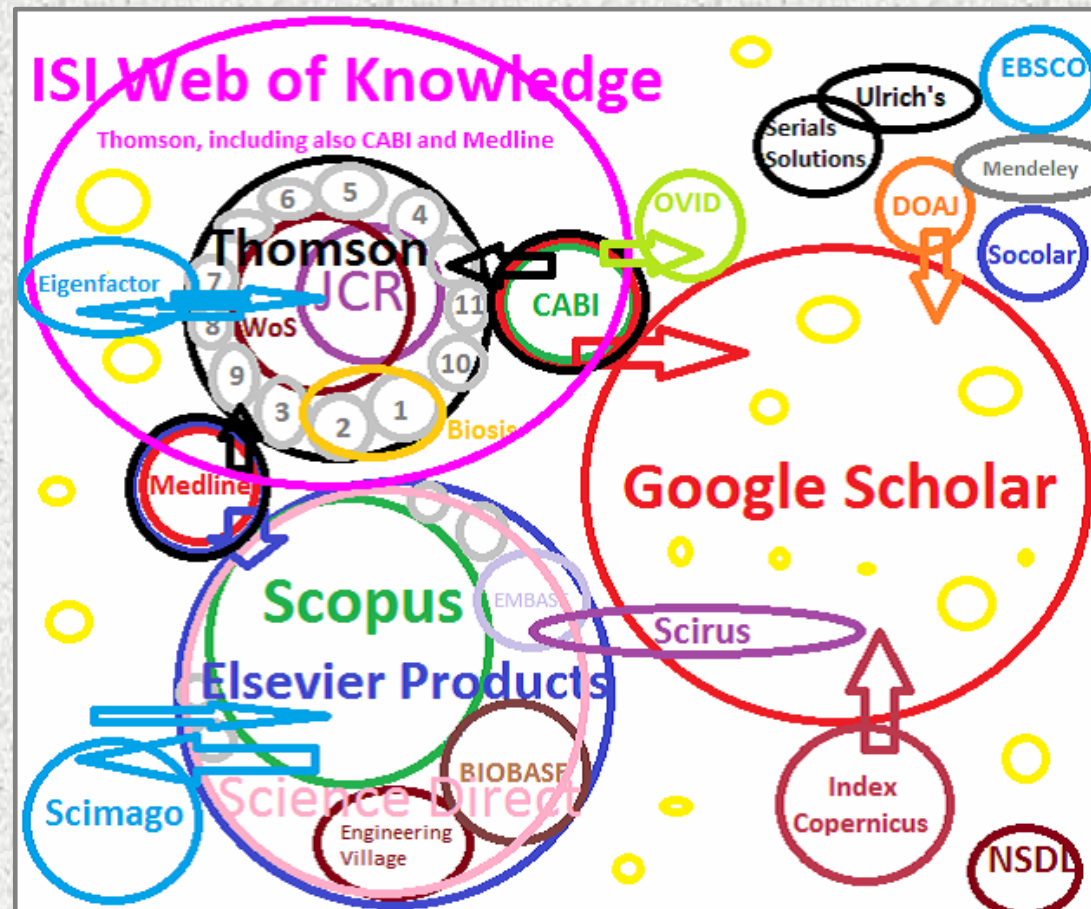 ISI Web of Knowledge
Thomson, including also CABI and Medline
EBSCO
Ulrich's
Serials
Solutions
Mendeley
OVID
DOAJ
Socolar
6
5
4
Thomson
JCR
Eigenfactor
7
8
WoS
11
CABI
9
10
3
2
1
Biosis
Medline
Google Scholar
Scopus
EMBASE
Scirus
Elsevier Products
BIOBASE
Science Direct
Scimago
Engineering
Village
Index
Copernicus
NSDL